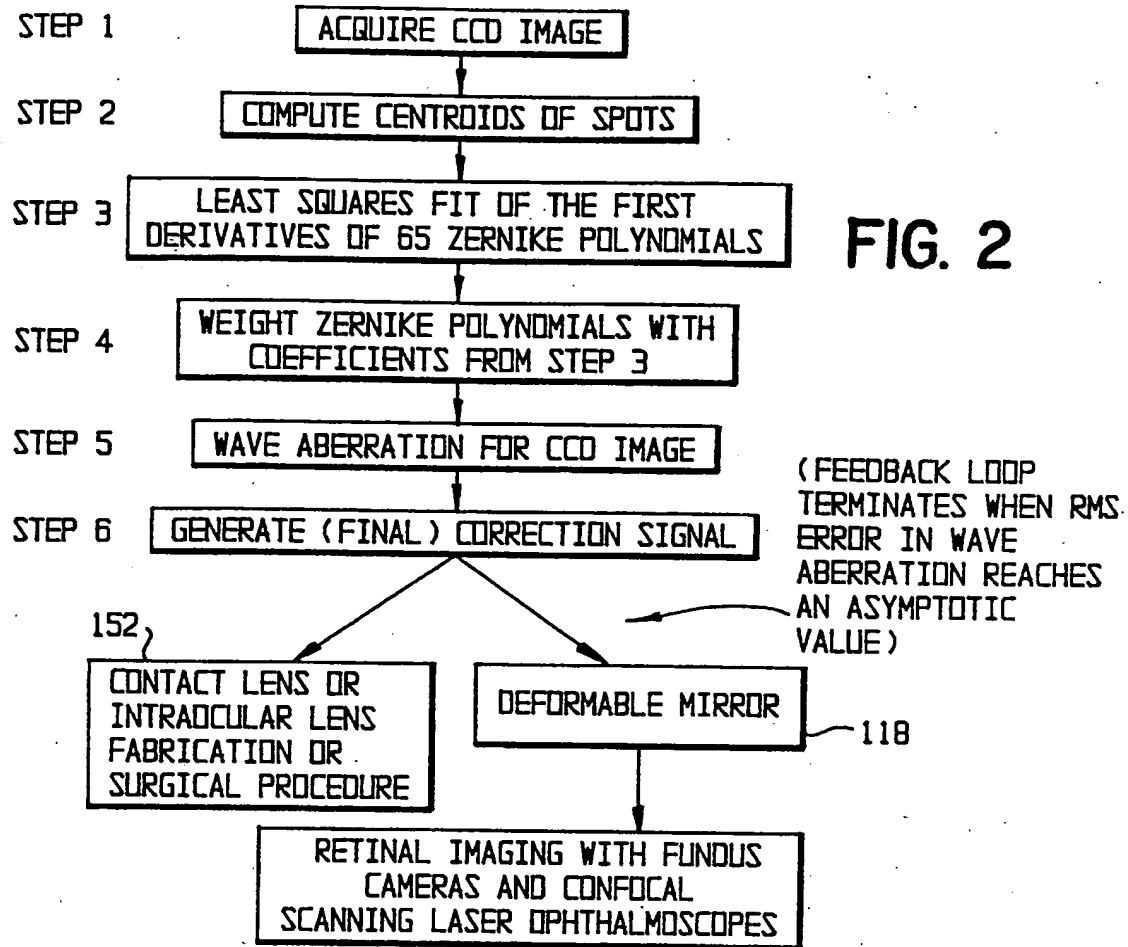 STEP 1
ACQUIRE CCD IMAGE
STEP 2
COMPUTE CENTROIDS OF SPOTS
STEP 3
LEAST SQUARES FIT OF THE FIRST
DERIVATIVES OF 65 ZERNIKE POLYNOMIALS
FIG. 2
STEP 4
WEIGHT ZERNIKE POLYNOMIALS WITH
COEFFICIENTS FROM STEP 3
STEP 5
WAVE ABERRATION FOR CCD IMAGE
STEP 6
GENERATE (FINAL) CORRECTION SIGNAL
(FEEDBACK LOOP
TERMINATES WHEN RMS
ERROR IN WAVE
ABERRATION REACHES
AN ASYMPTOTIC
VALUE)
152
CONTACT LENS OR
INTRAOCULAR LENS
FABRICATION OR
SURGICAL PROCEDURE
DEFORMABLE MIRROR
118
RETINAL IMAGING WITH FUNDUS
CAMERAS AND CONFOCAL
SCANNING LASER OPHTHALMOSCOPES